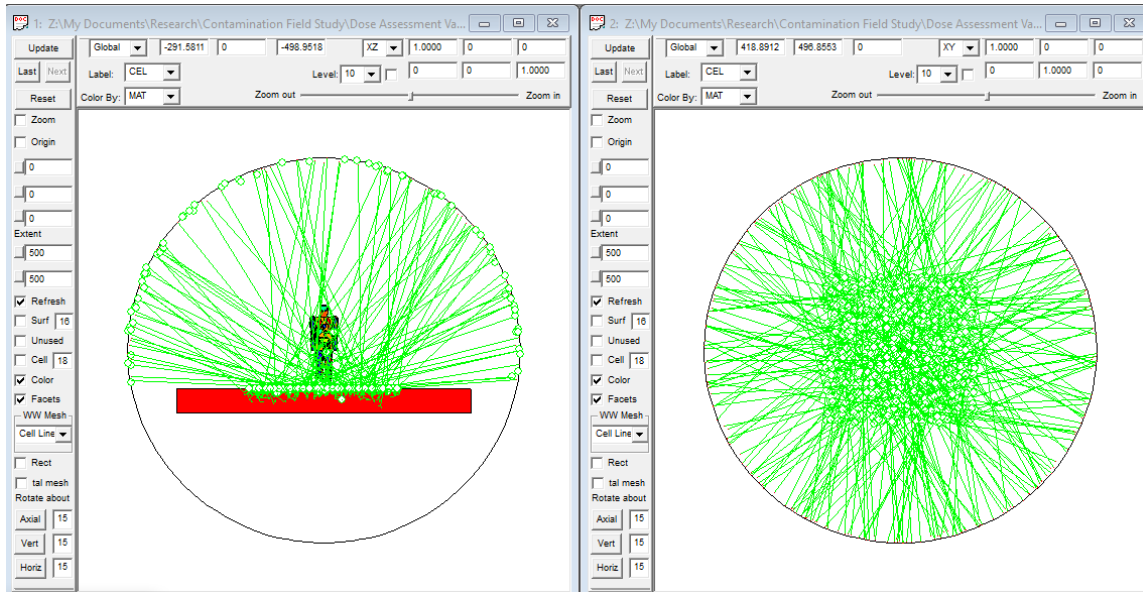 1: Z:\My Documents\Research\Contamination Field Study\Dose Assessment Va...
Update Global -291.5811 0 -498.9518 XZ 1.0000 0 0
Last Next Label: CEL Level: 10 0 0 1.0000
Reset Color By: MAT Zoom out Zoom in
Zoom
Origin
0
0
0
Extent
500
500
Refresh
Surf 16
Unused
Cell 18
Color
Facets
WW Mesh
Cell Line
Rect
tal mesh
Rotate about
Axial 15
Vert 15
Horiz 15
2: Z:\My Documents\Research\Contamination Field Study\Dose Assessment Va...
Update Global 418.8912 496.8553 0 XY 1.0000 0 0
Last Next Label: CEL Level: 10 0 1.0000 0
Reset Color By: MAT Zoom out Zoom in
Zoom
Origin
0
0
0
Extent
500
500
Refresh
Surf 16
Unused
Cell 18
Color
Facets
WW Mesh
Cell Line
Rect
tal mesh
Rotate about
Axial 15
Vert 15
Horiz 15